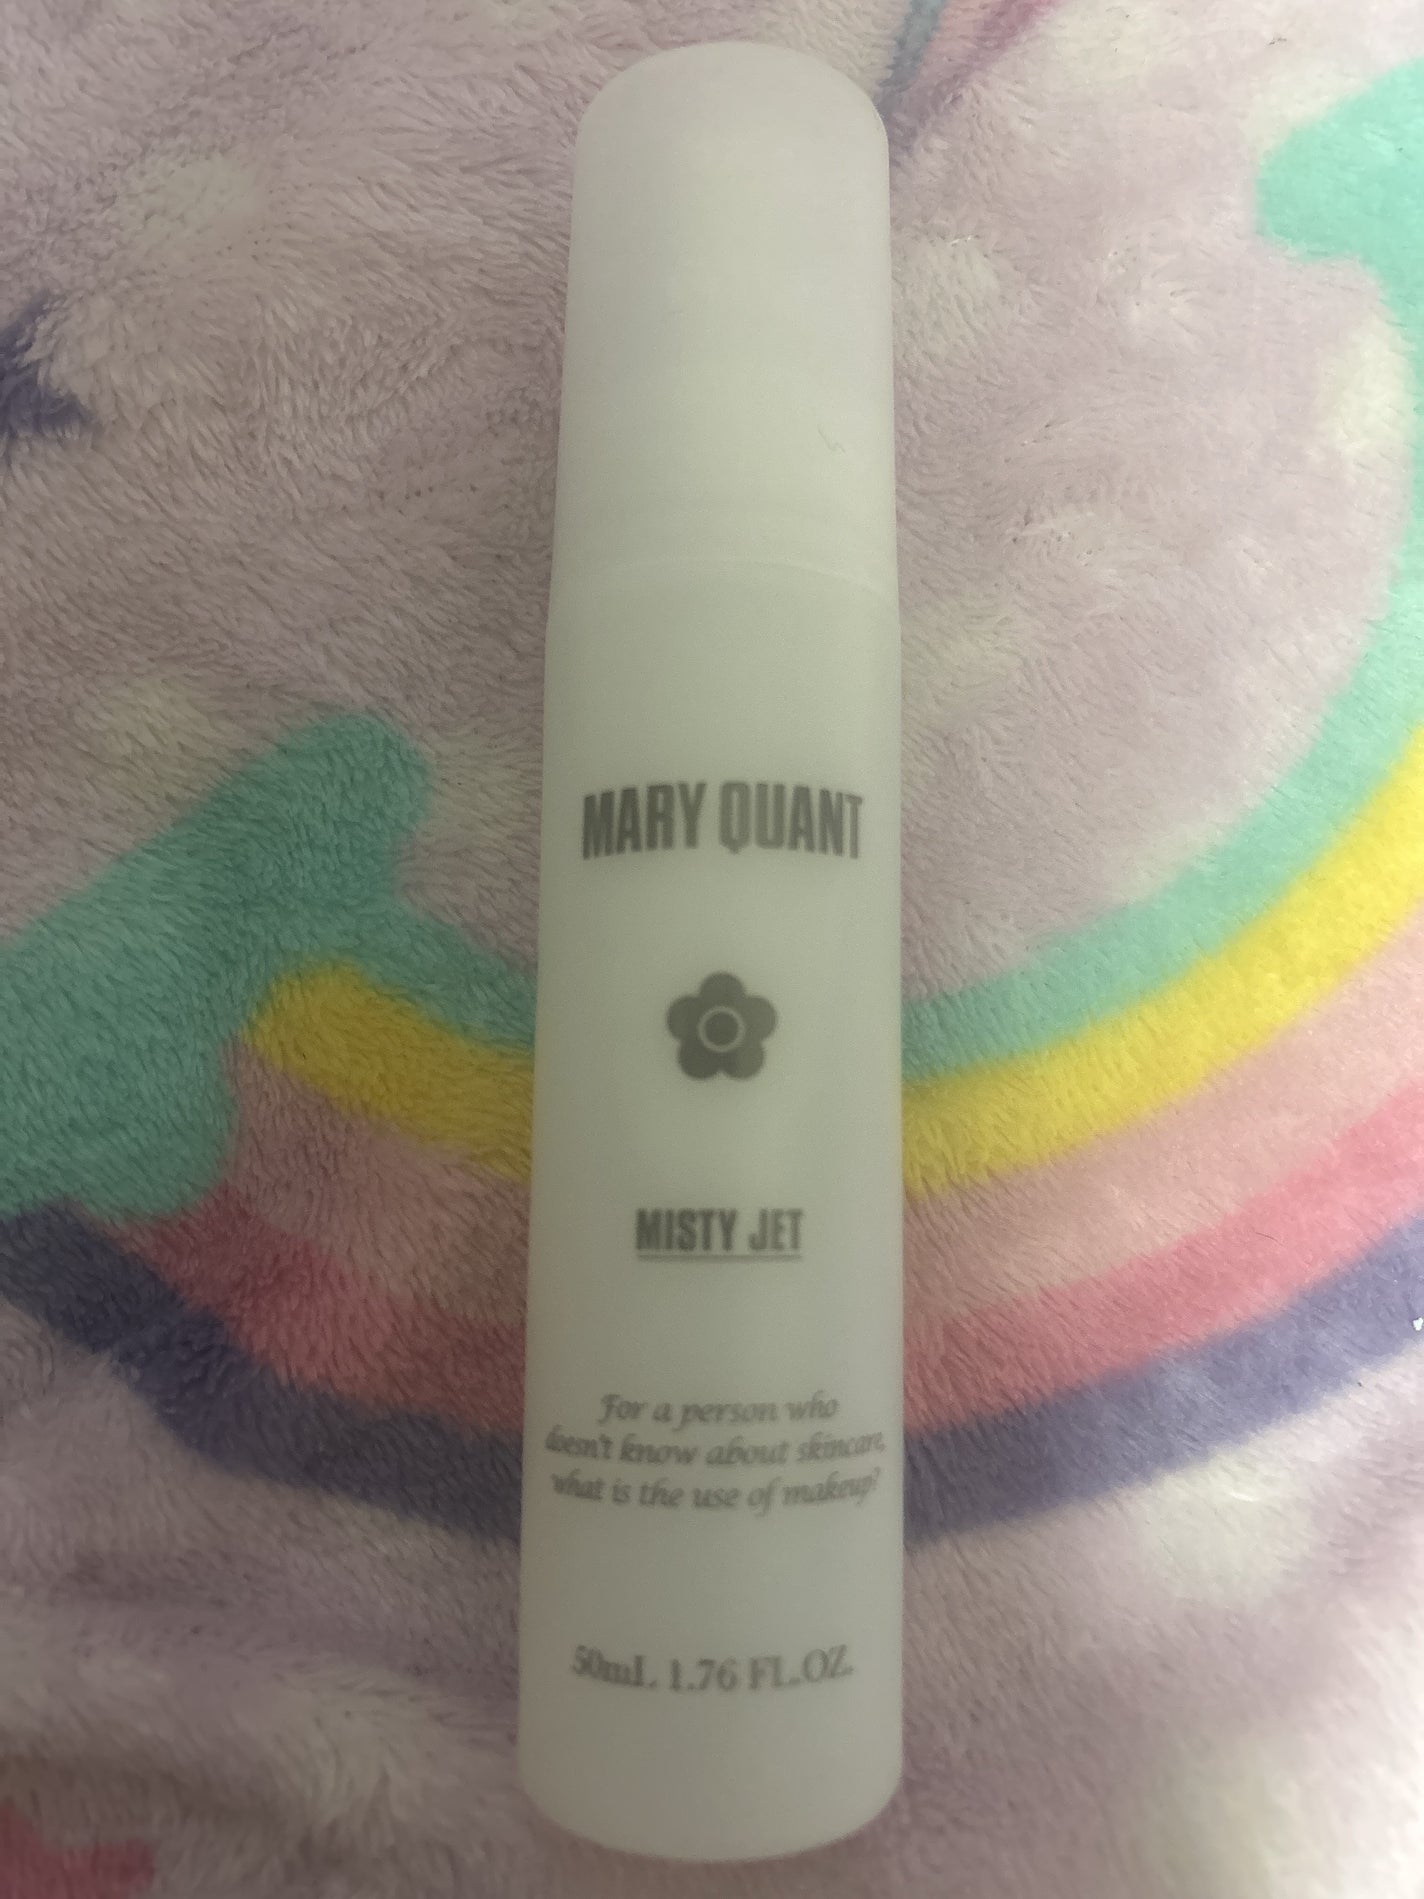 MARY QUANT
MISTY JET
For a person who
doesn't know about skincare,
what is the use of makeup?
50mL 1.76 FL.OZ.